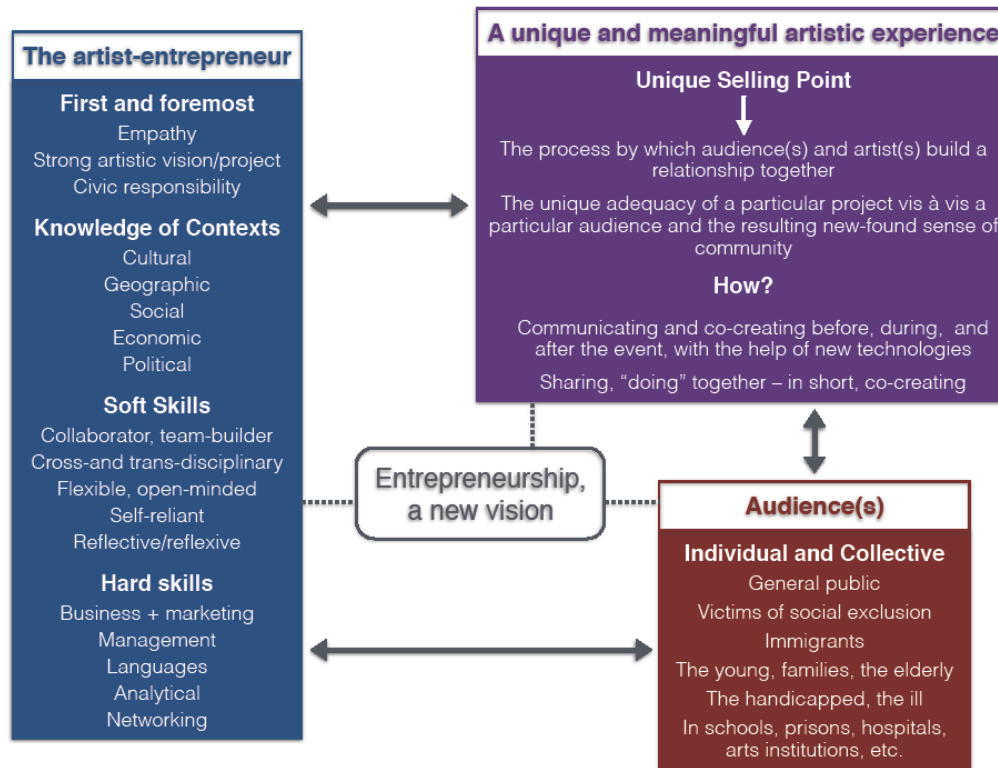 The artist-entrepreneur
First and foremost
Empathy
Strong artistic vision/project
Civic responsibility
Knowledge of Contexts
Cultural
Geographic
Social
Economic
Political
Soft Skills
Collaborator, team-builder
Cross-and trans-disciplinary
Flexible, open-minded
Self-reliant
Reflective/reflexive
Hard skills
Business + marketing
Management
Languages
Analytical
Networking
A unique and meaningful artistic experience
Unique Selling Point
The process by which audience(s) and artist(s) build a
relationship together
The unique adequacy of a particular project vis à vis a
particular audience and the resulting new-found sense of
community
How?
Communicating and co-creating before, during, and
after the event, with the help of new technologies
Sharing, “doing” together – in short, co-creating
Entrepreneurship,
a new vision
Audience(s)
Individual and Collective
General public
Victims of social exclusion
Immigrants
The young, families, the elderly
The handicapped, the ill
In schools, prisons, hospitals,
arts institutions, etc.